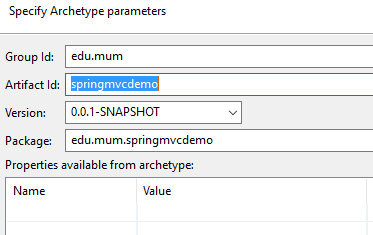 Specify Archetype parameters
Group Id: edu.mum
Artifact Id: springmvcdemo
Version: 0.0.1-SNAPSHOT
Package: edu.mum.springmvcdemo
Properties available from archetype:
Name Value